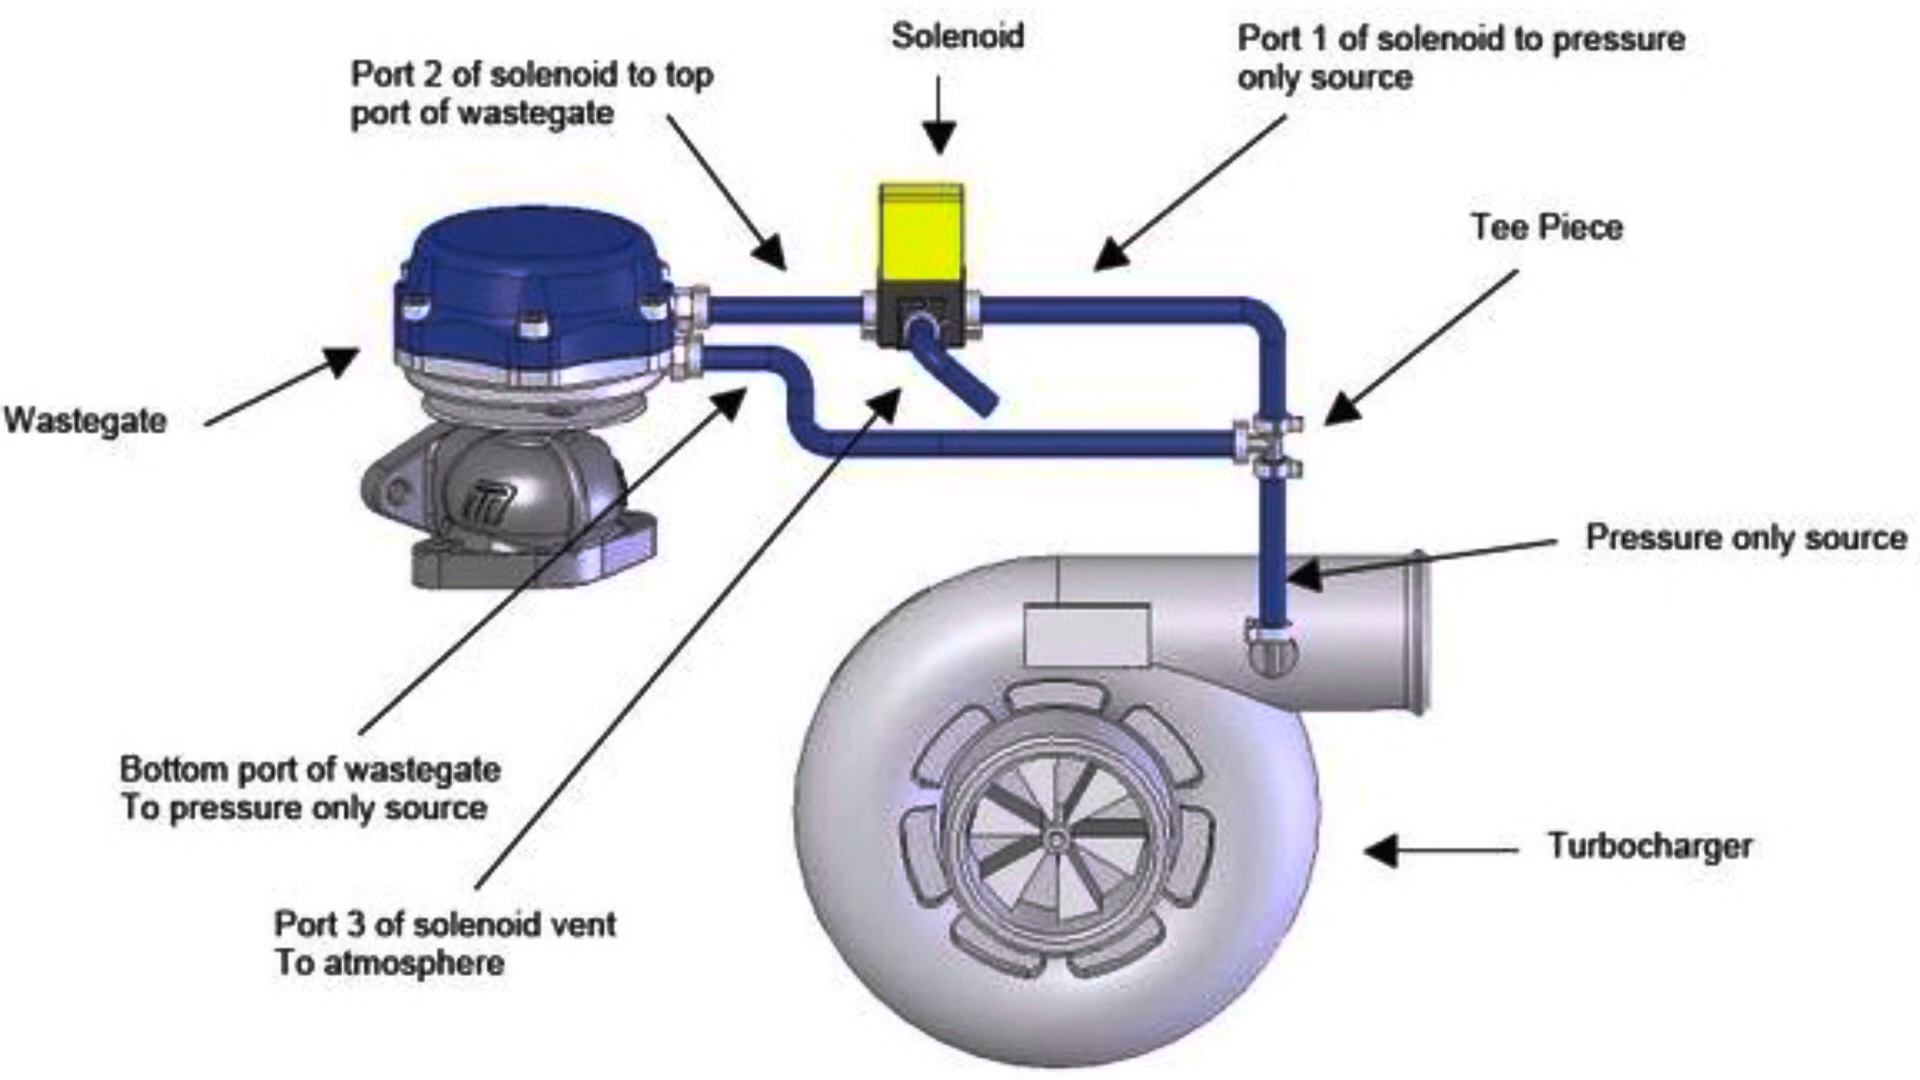 Solenoid
Port 1 of solenoid to pressure
only source
Port 2 of solenoid to top
port of wastegate
Tee Piece
Wastegate
Pressure only source
Bottom port of wastegate
To pressure only source
Turbocharger
Port 3 of solenoid vent
To atmosphere